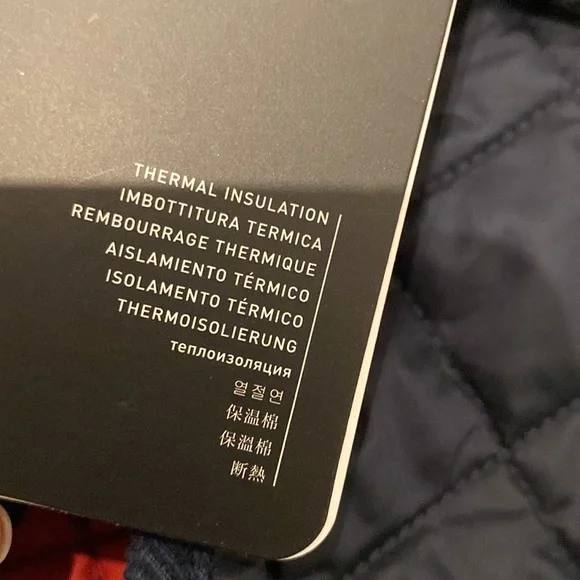 THERMAL INSULATION
IMBOTTITURA TERMICA
REMBOURRAGE THERMIQUE
AISLAMIENTO TÉRMICO
ISOLAMENTO TÉRMICO
THERMOISOLIERUNG
теплоизоляция
열절연
保温棉
保溫棉
断熱